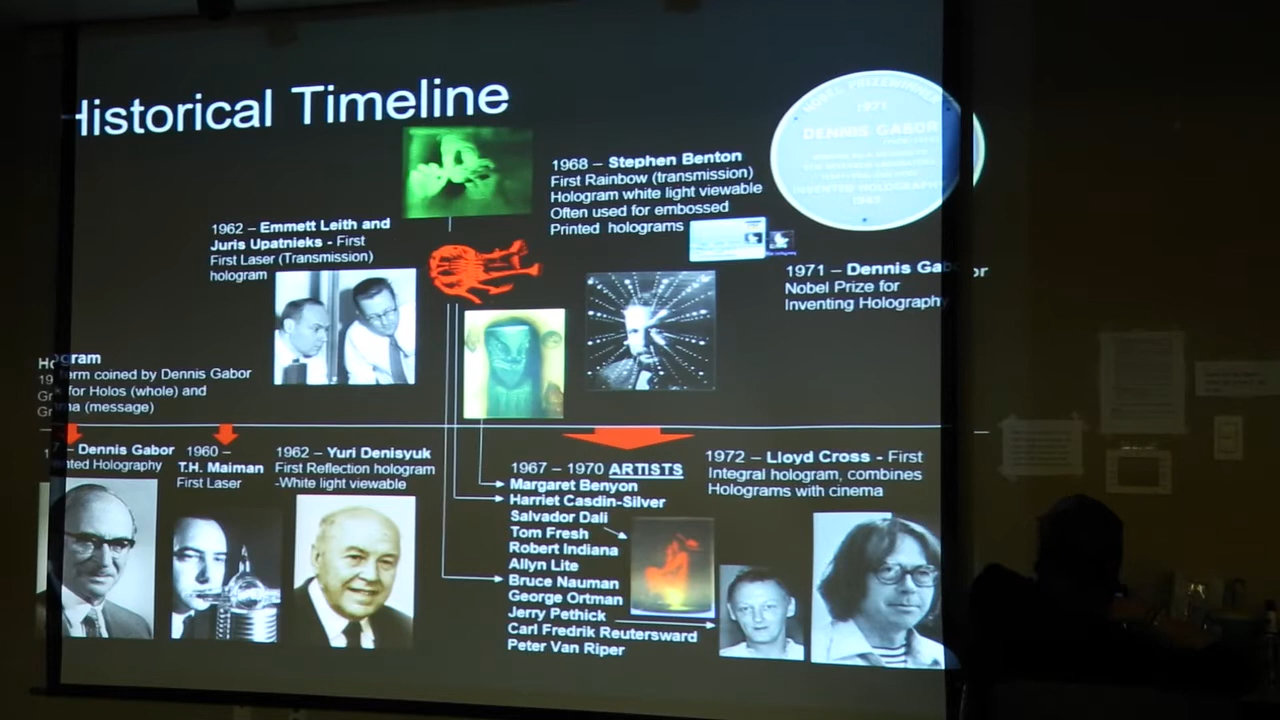 Historical Timeline
1968 – Stephen Benton
First Rainbow (transmission)
Hologram white light viewable
Often used for embossed
Printed holograms
NOBEL PRIZEWINNER
1971
DENNIS GABOR
1962 – Emmett Leith and
Juris Upatnieks - First
First Laser (Transmission)
hologram
1971 – Dennis Gabor
Nobel Prize for
Inventing Holography
gram
term coined by Dennis Gabor
for Holos (whole) and
(message)
Dennis Gabor
Holography
1960 –
T.H. Maiman
First Laser
1962 – Yuri Denisyuk
First Reflection hologram
-White light viewable
1967 – 1970 ARTISTS
Margaret Benyon
Harriet Casdin-Silver
Salvador Dali
Tom Fresh
Robert Indiana
Allyn Lite
Bruce Nauman
George Ortman
Jerry Pethick
Carl Fredrik Reutersward
Peter Van Riper
1972 – Lloyd Cross - First
Integral hologram, combines
Holograms with cinema